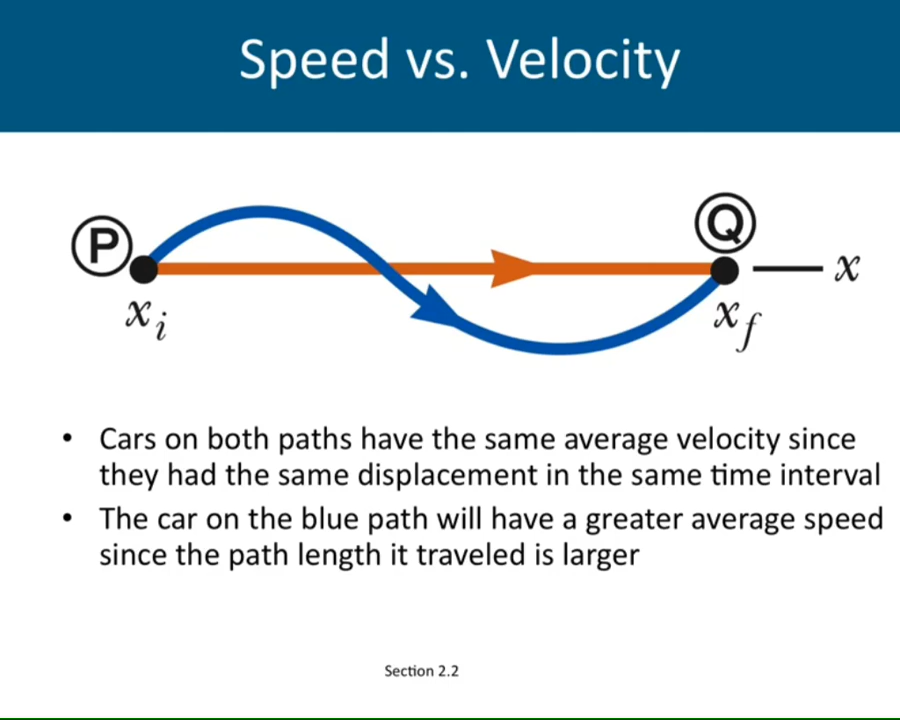 Speed vs. Velocity
P
Q
x
x_i
x_f
• Cars on both paths have the same average velocity since
they had the same displacement in the same time interval
• The car on the blue path will have a greater average speed
since the path length it traveled is larger
Section 2.2